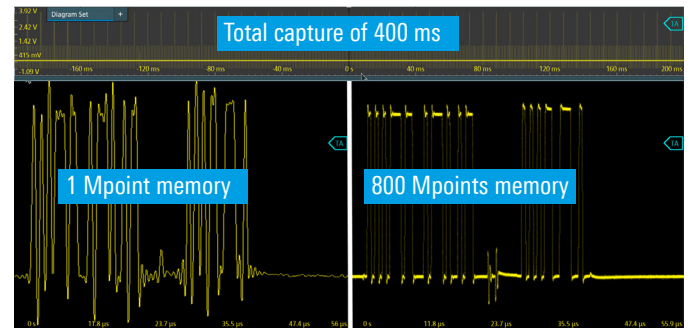 3.92 V
Diagram Set +
2.42 V
Total capture of 400 ms
TA
1.42 V
415 mV
-1.09 V
-160 ms -120 ms -80 ms -40 ms 0 s 40 ms 80 ms 120 ms 160 ms 200 ms
TA TA
1 Mpoint memory 800 Mpoints memory
0 s 11.8 µs 23.7 µs 35.5 µs 47.4 µs 56 µs 0 s 11.8 µs 23.7 µs 35.5 µs 47.4 µs 55.9 µs